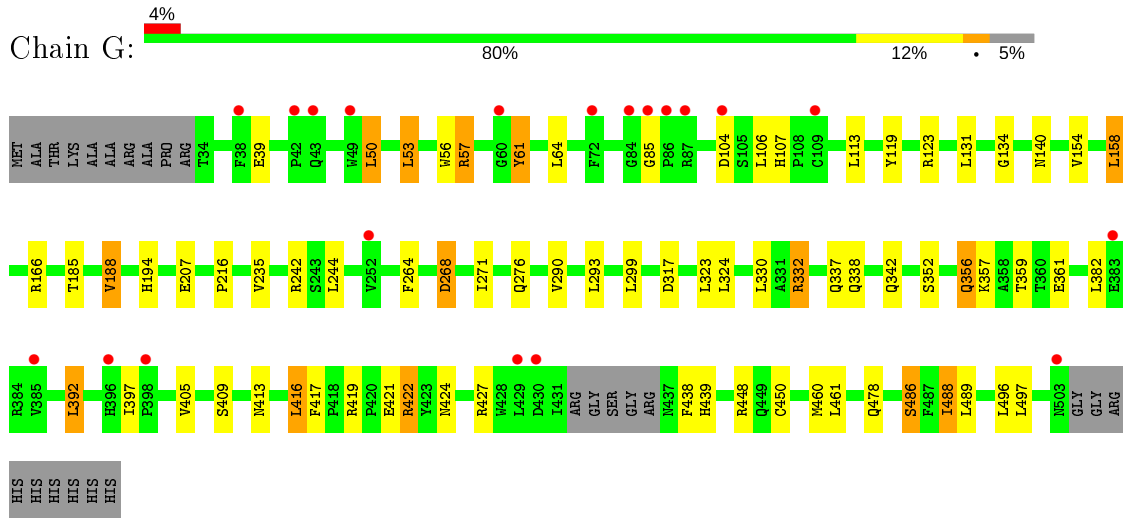 4%
Chain G:
80% 12% • 5%
MET ALA THR LYS ALA ALA ARG ALA PRO ARG T34 F38 E39 P42 Q43 W49 L50 L53 W56 R57 G60 Y61 L64 F72 G84 G85 P86 R87 D104 S105 L106 H107 P108 C109 L113 Y119 R123 L131 G134 N140 V154 L158
R166 T185 V188 H194 E207 P216 V235 R242 S243 L244 V252 F264 D268 I271 Q276 V290 L293 L299 D317 L323 L324 L330 A331 R332 Q337 Q338 Q342 S352 Q356 K357 A358 T359 T360 E361 L382 E383
R384 V385 L392 H396 I397 P398 V405 S409 N413 L416 F417 P418 R419 P420 E421 R422 Y423 N424 R427 W428 L429 D430 I431 ARG GLY SER GLY ARG N437 F438 H439 R448 Q449 C450 M460 L461 Q478 S486 F487 I488 L489 L496 L497 N503 GLY GLY ARG
HIS HIS HIS HIS HIS HIS